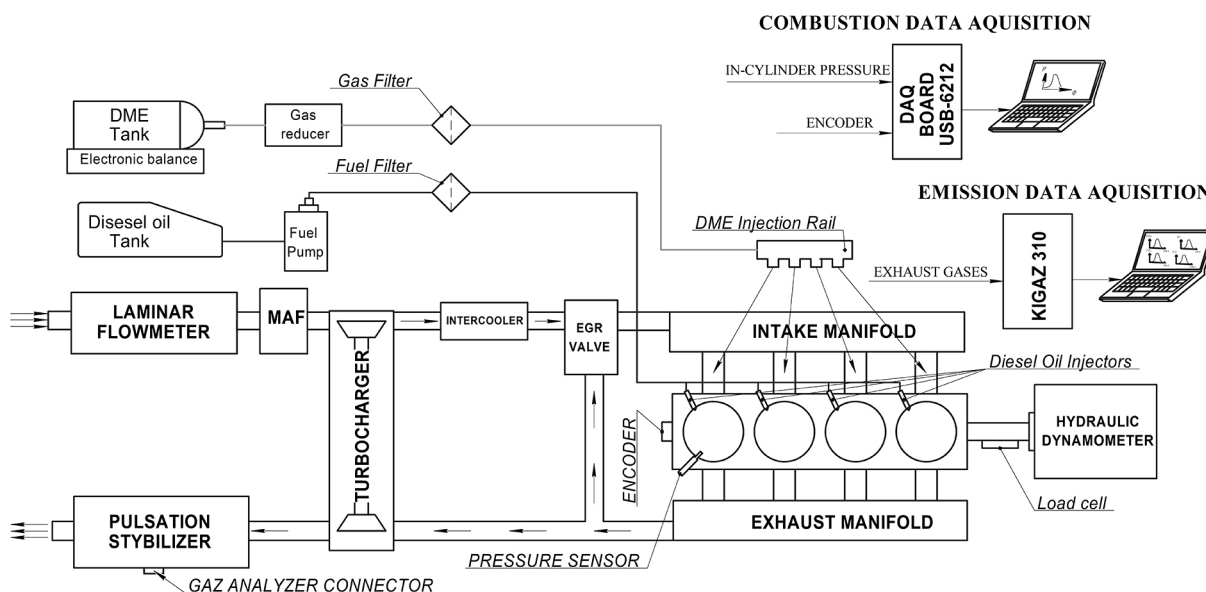 COMBUSTION DATA AQUISITION
IN-CYLINDER PRESSURE
ENCODER
DAQ
BOARD
USB-6212
P
Gas Filter
DME
Tank
Electronic balance
Gas
reducer
Fuel Filter
Disesel oil
Tank
Fuel
Pump
EMISSION DATA AQUISITION
EXHAUST GASES
KIGAZ 310
DME Injection Rail
LAMINAR
FLOWMETER
MAF
TURBOCHARGER
INTERCOOLER
EGR
VALVE
INTAKE MANIFOLD
Diesel Oil Injectors
ENCODER
HYDRAULIC
DYNAMOMETER
Load cell
PULSATION
STYBILIZER
EXHAUST MANIFOLD
PRESSURE SENSOR
GAZ ANALYZER CONNECTOR